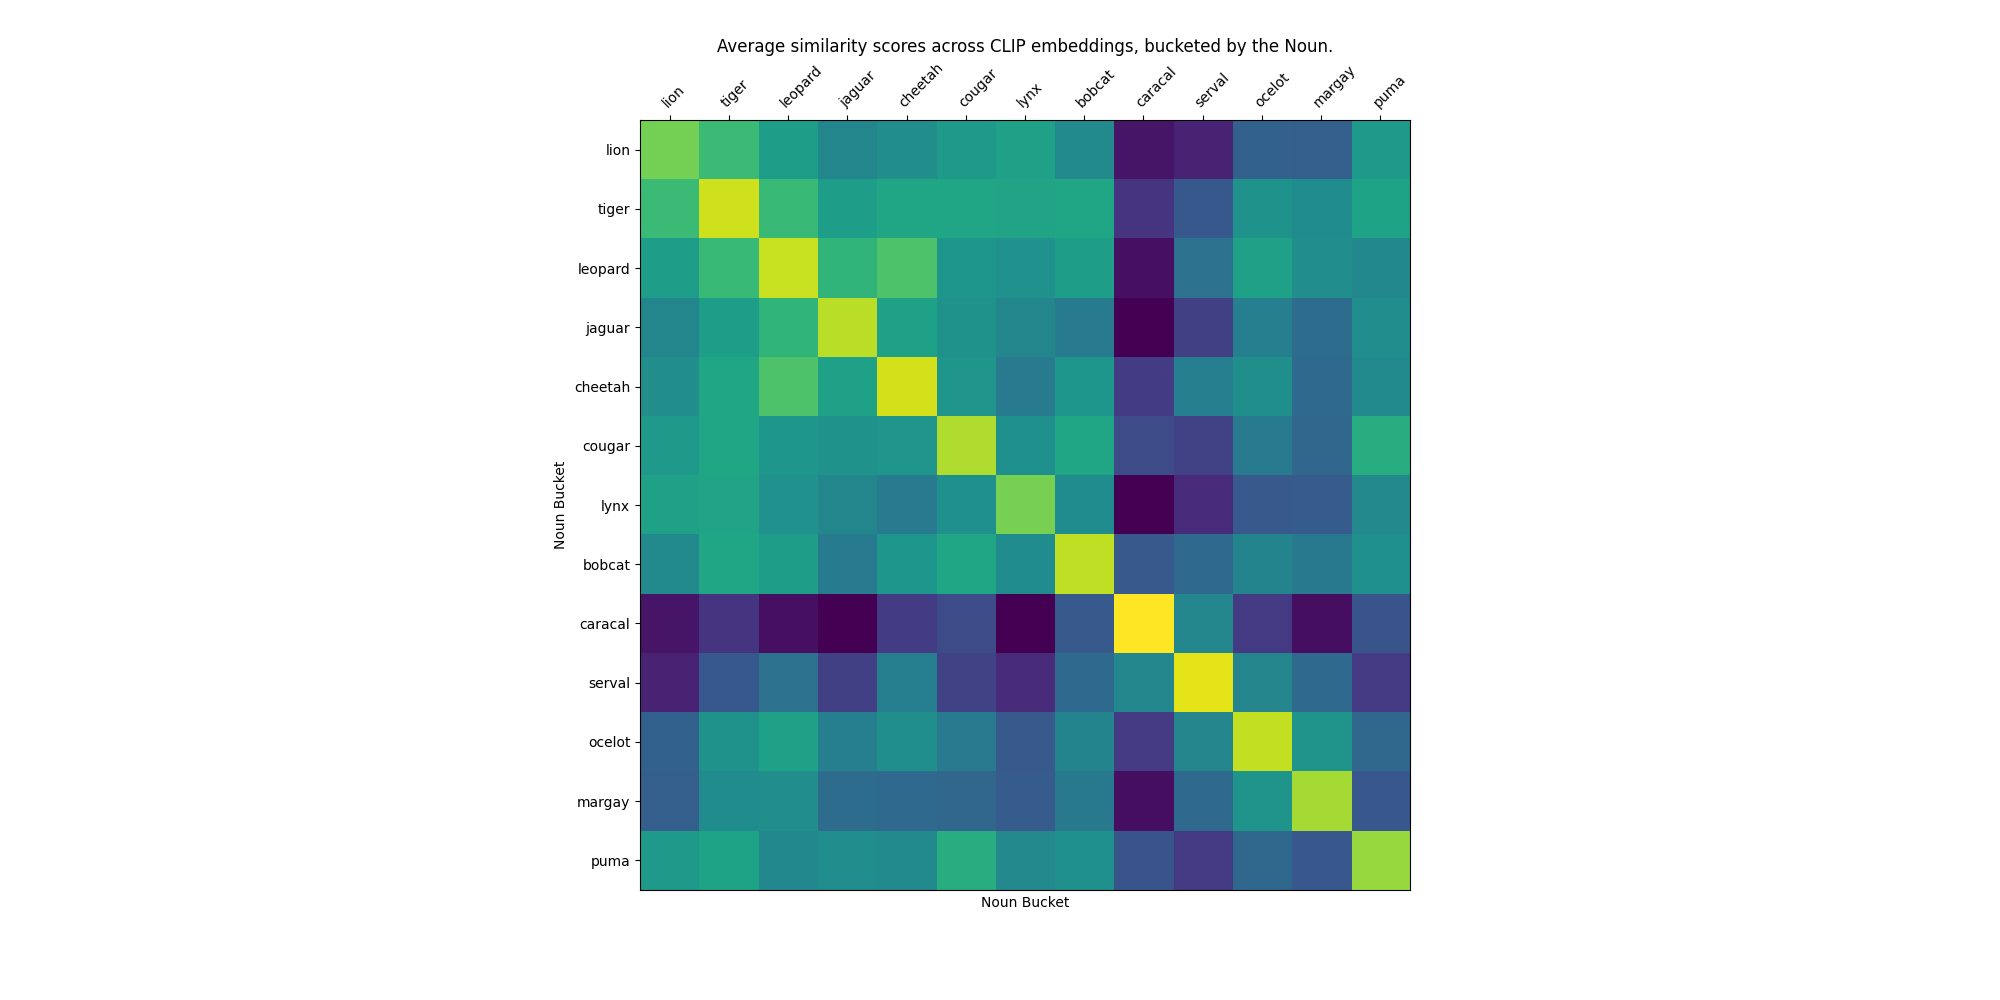 Average similarity scores across CLIP embeddings, bucketed by the Noun.
lion tiger leopard jaguar cheetah cougar lynx bobcat caracal serval ocelot margay puma
lion
tiger
leopard
jaguar
cheetah
cougar
lynx
bobcat
caracal
serval
ocelot
margay
puma
Noun Bucket
Noun Bucket